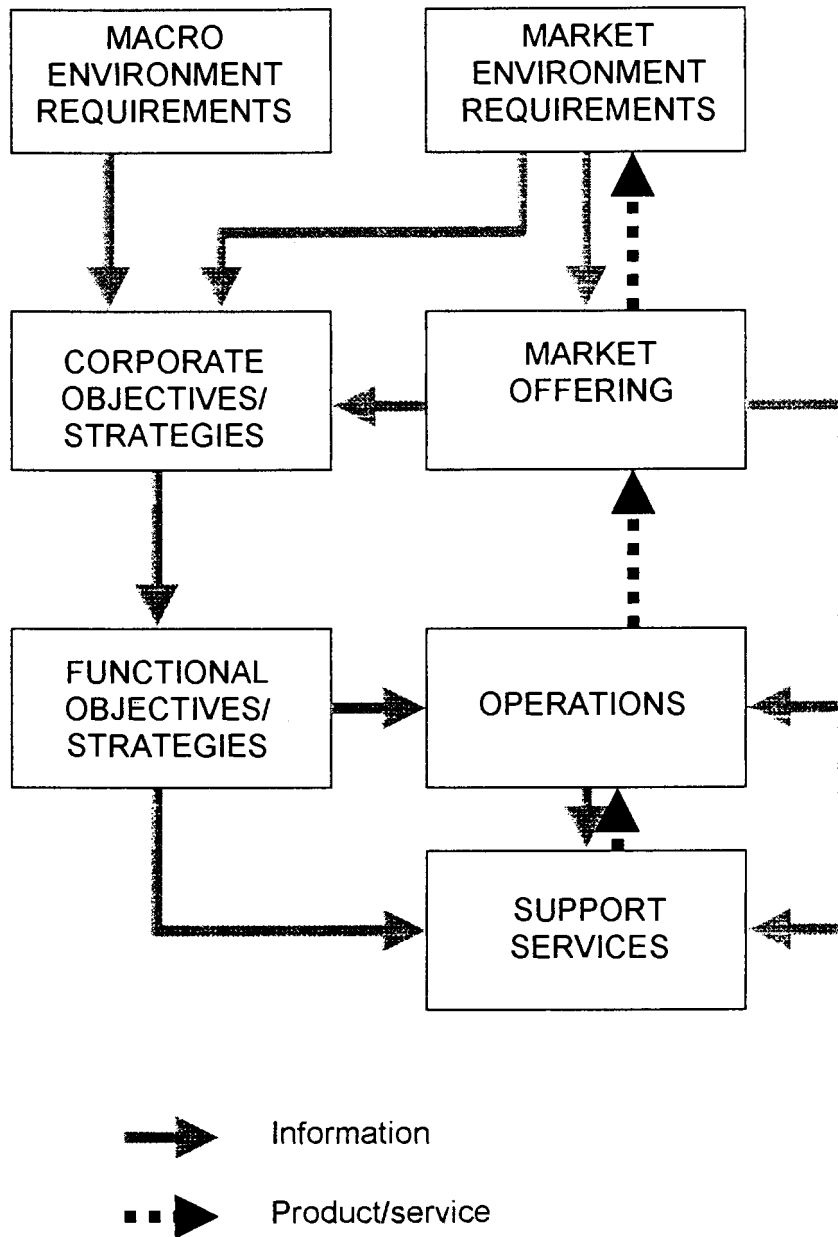 MACRO
ENVIRONMENT
REQUIREMENTS
MARKET
ENVIRONMENT
REQUIREMENTS
CORPORATE
OBJECTIVES/
STRATEGIES
MARKET
OFFERING
FUNCTIONAL
OBJECTIVES/
STRATEGIES
OPERATIONS
SUPPORT
SERVICES
Information
Product/service